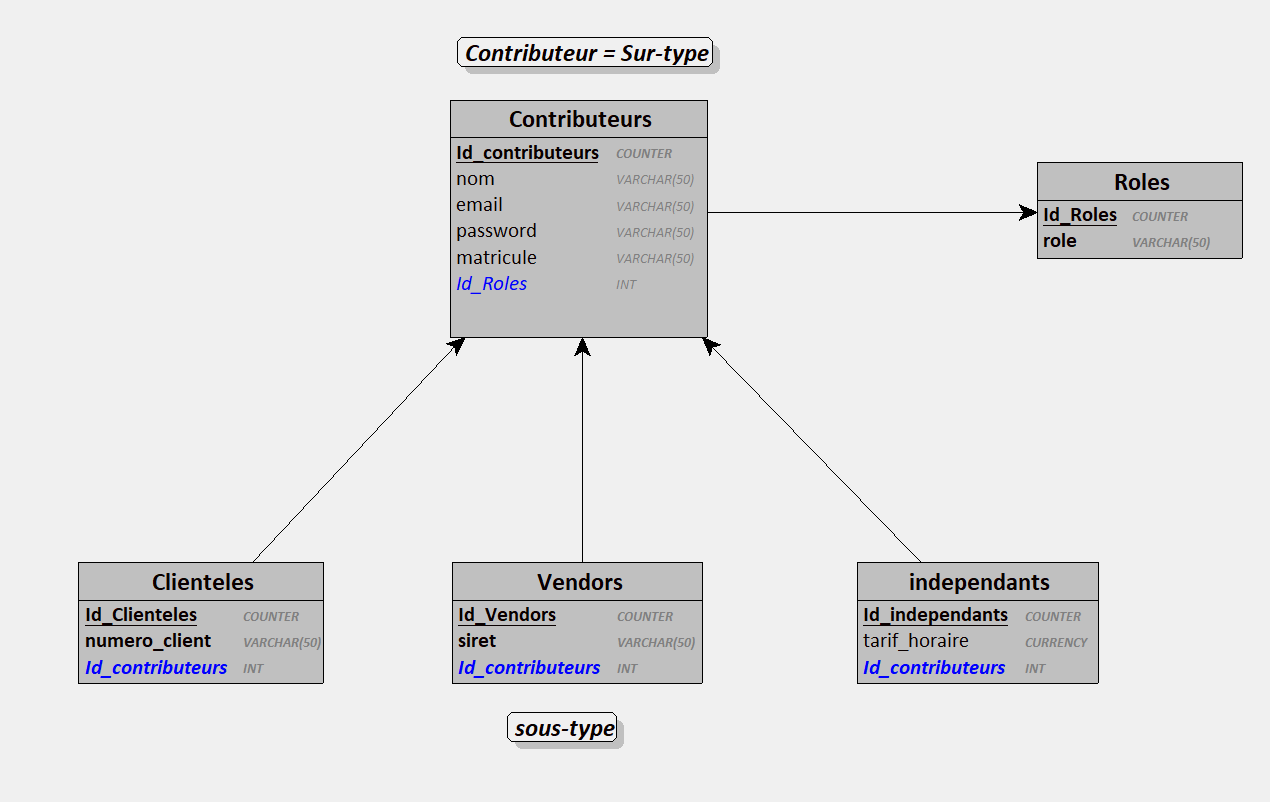 Contributeur = Sur-type
Contributeurs
Id_contributeurs COUNTER
nom VARCHAR(50)
email VARCHAR(50)
password VARCHAR(50)
matricule VARCHAR(50)
Id_Roles INT
Roles
Id_Roles COUNTER
role VARCHAR(50)
Clienteles
Id_Clienteles COUNTER
numero_client VARCHAR(50)
Id_contributeurs INT
Vendors
Id_Vendors COUNTER
siret VARCHAR(50)
Id_contributeurs INT
independants
Id_independants COUNTER
tarif_horaire CURRENCY
Id_contributeurs INT
sous-type